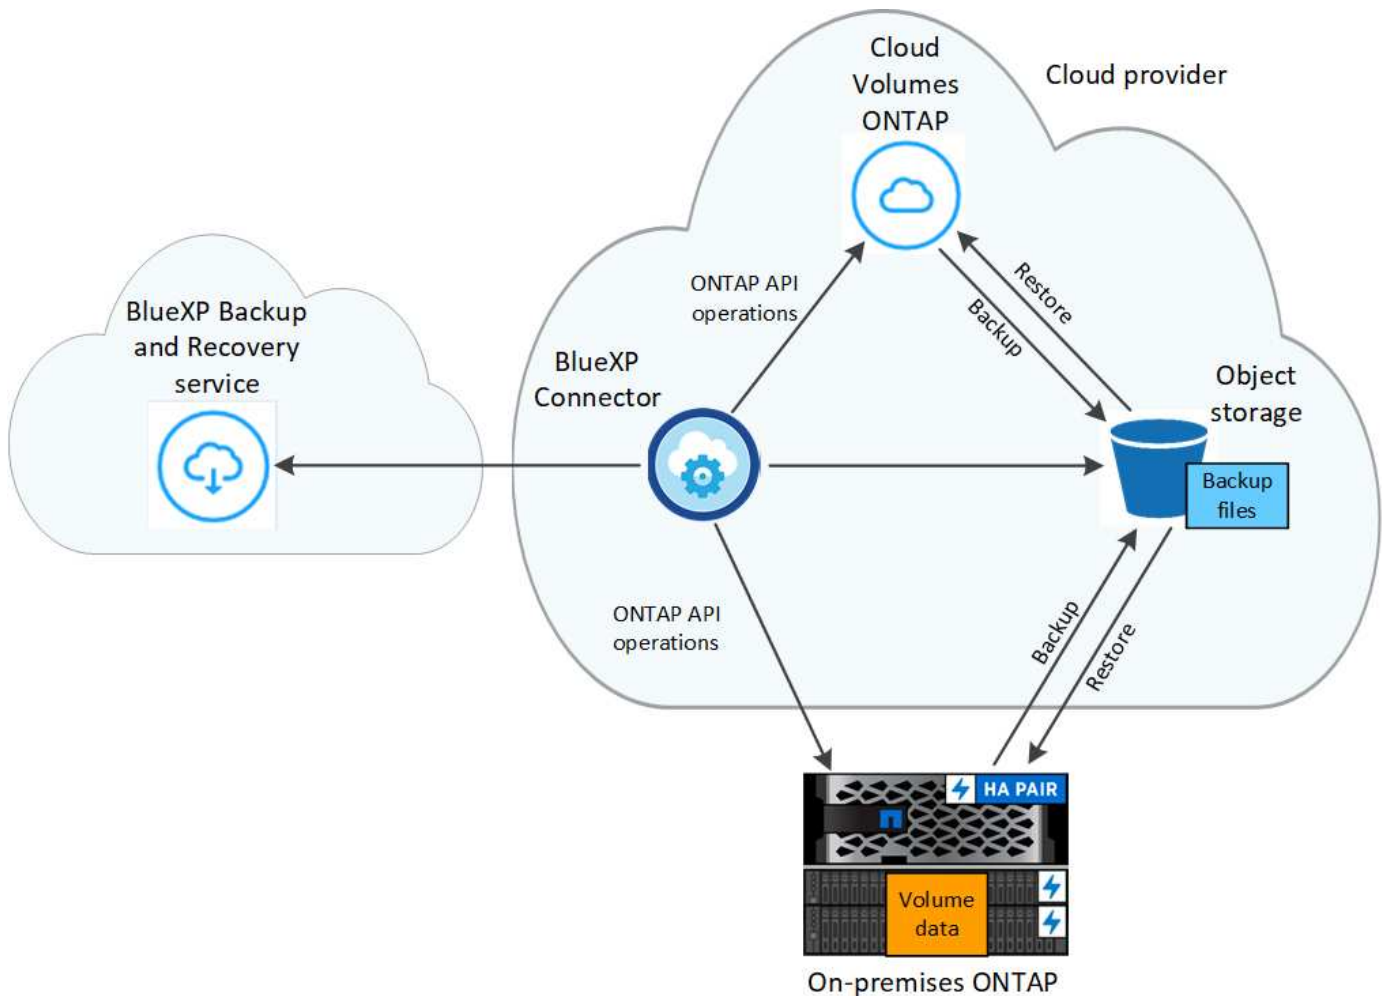 Cloud
Volumes
ONTAP
Cloud provider
ONTAP API
operations
Restore
Backup
BlueXP Backup
and Recovery
service
BlueXP
Connector
Object
storage
Backup
files
ONTAP API
operations
Backup
Restore
HA PAIR
Volume
data
On-premises ONTAP